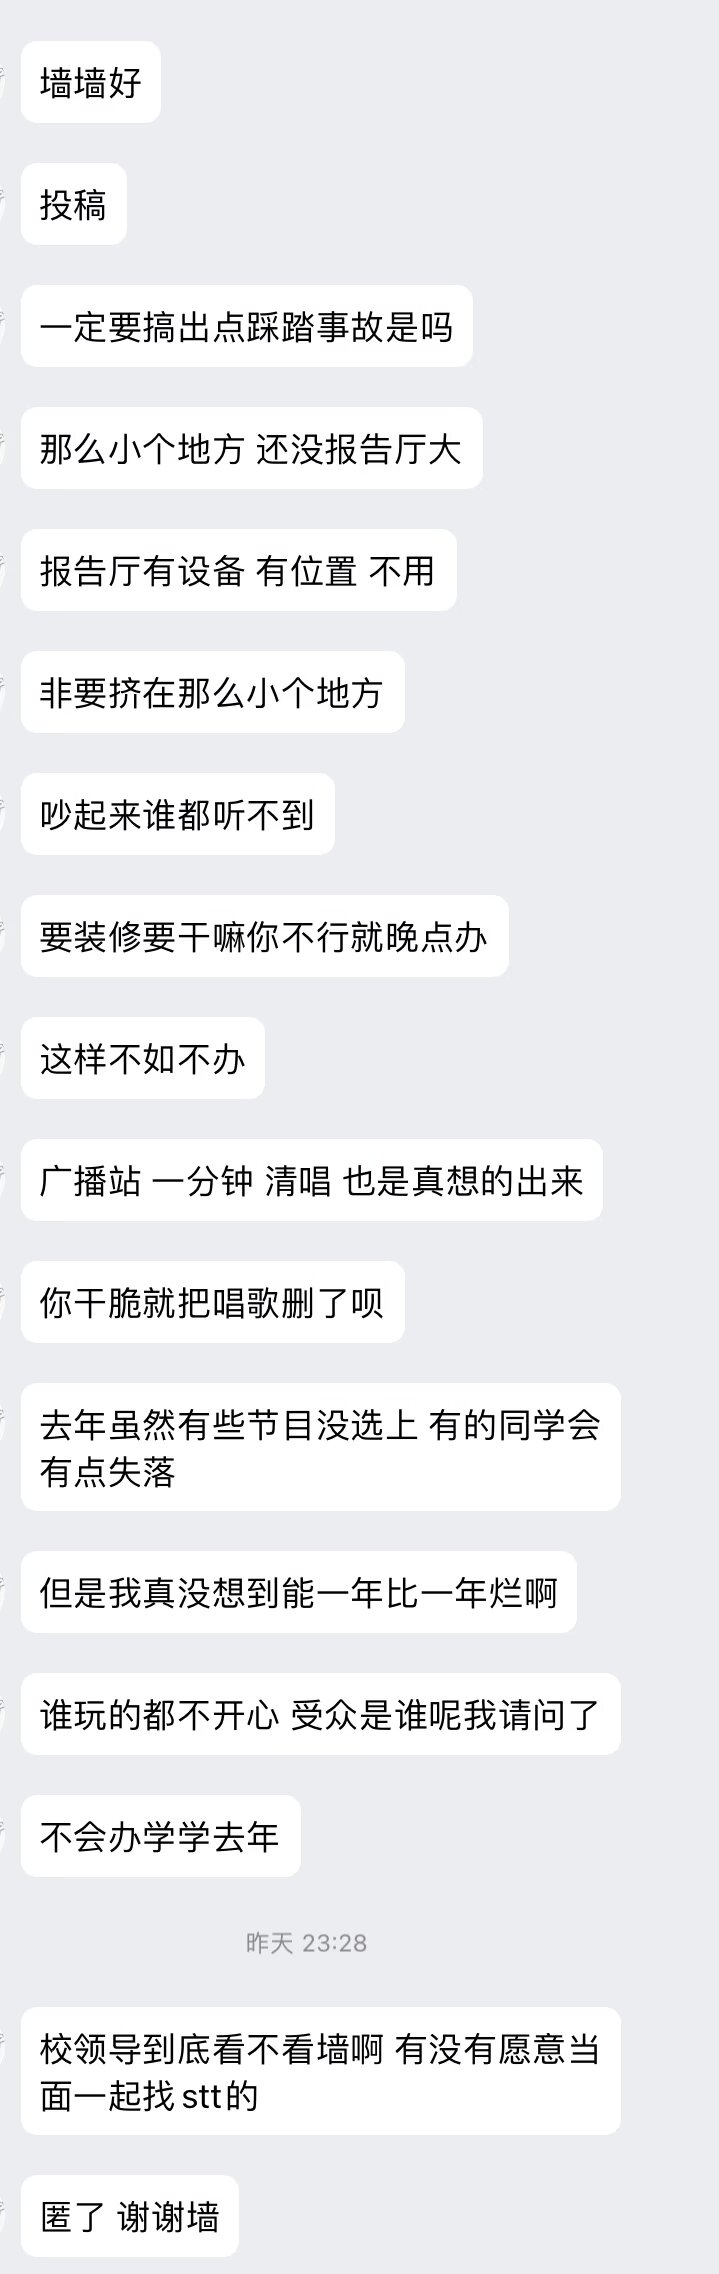 墙墙好
投稿
一定要搞出点踩踏事故是吗
那么小个地方 还没报告厅大
报告厅有设备 有位置 不用
非要挤在那么小个地方
吵起来谁都听不到
要装修要干嘛你不行就晚点办
这样不如不办
广播站 一分钟 清唱 也是真想的出来
你干脆就把唱歌删了呗
去年虽然有些节目没选上 有的同学会
有点失落
但是我真没想到能一年比一年烂啊
谁玩的都不开心 受众是谁呢我请问了
不会办学学去年
昨天 23:28
校领导到底看不看墙啊 有没有愿意当
面一起找stt的
匿了 谢谢墙